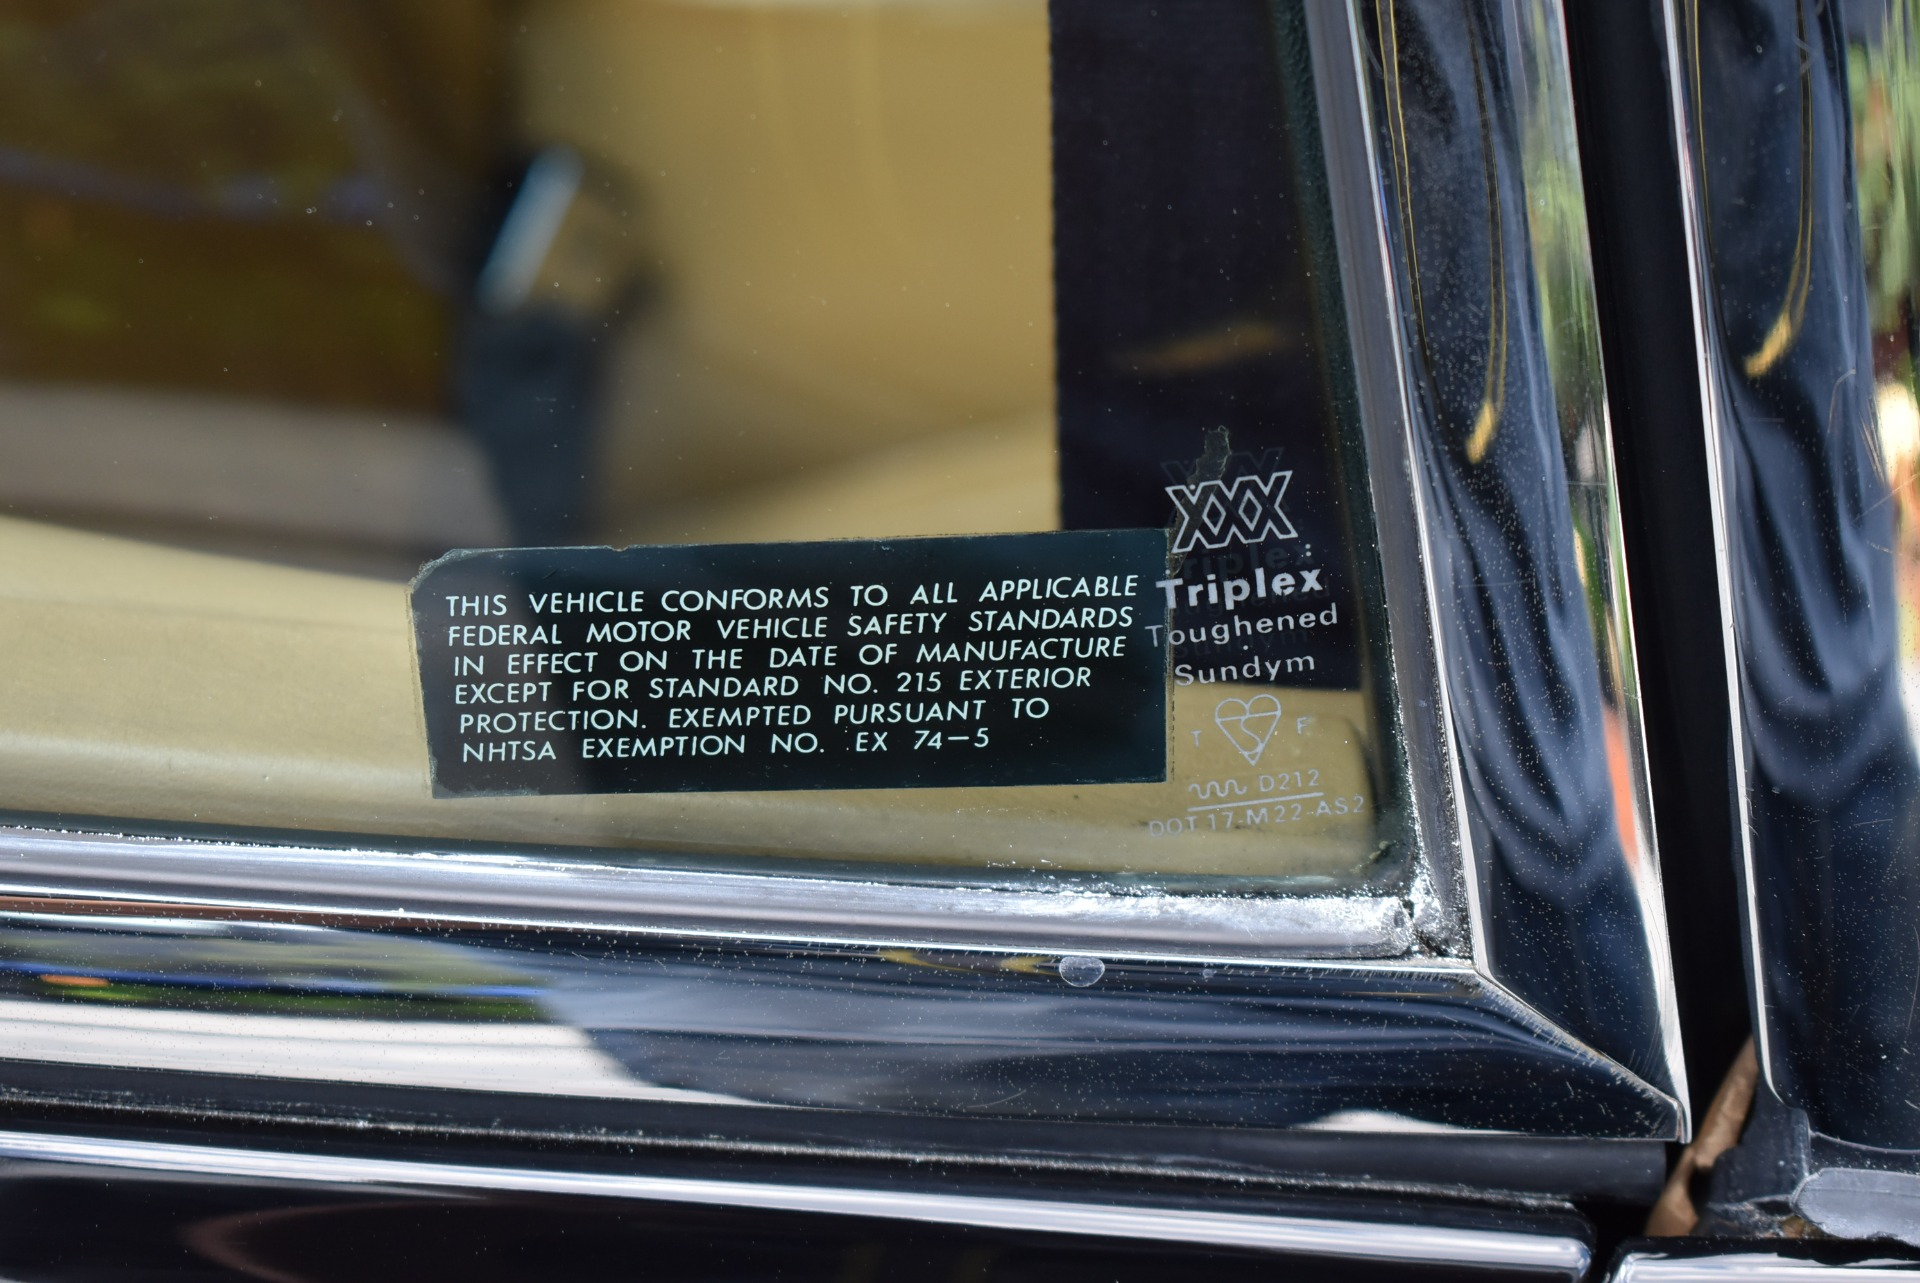 THIS VEHICLE CONFORMS TO ALL APPLICABLE
FEDERAL MOTOR VEHICLE SAFETY STANDARDS
IN EFFECT ON THE DATE OF MANUFACTURE
EXCEPT FOR STANDARD NO. 215 EXTERIOR
PROTECTION. EXEMPTED PURSUANT TO
NHTSA EXEMPTION NO. EX 74-5
XXX
Triplex
Toughened
Sundym
T F
D212
DOT 17-M22-AS2